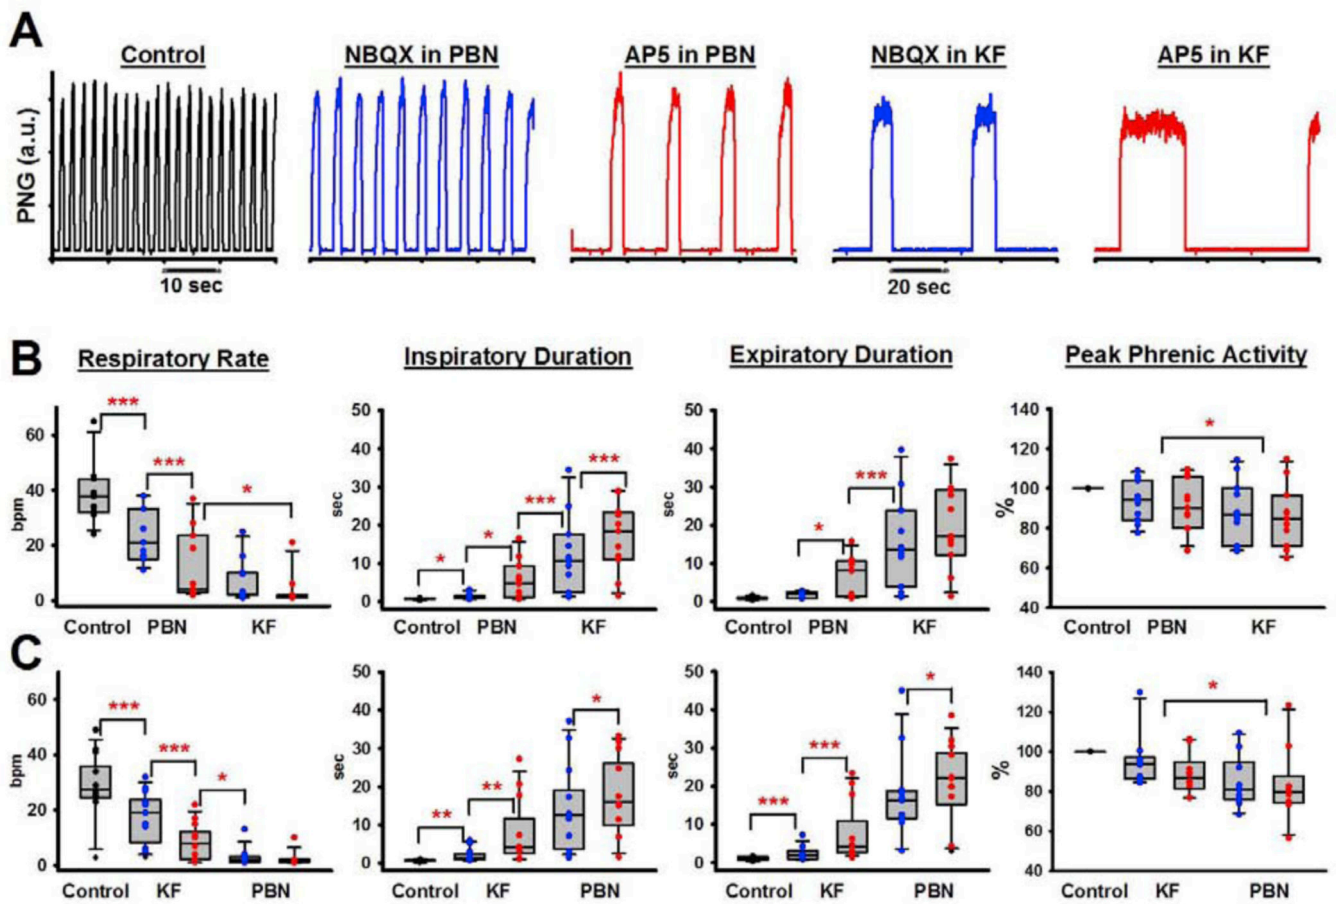 A
Control
NBQX in PBN
AP5 in PBN
NBQX in KF
AP5 in KF
PNG (a.u.)
10 sec
20 sec
B
Respiratory Rate
Inspiratory Duration
Expiratory Duration
Peak Phrenic Activity
bpm
60
40
20
0
***
***
*
Control PBN KF
sec
50
40
30
20
10
0
*
*
***
***
Control PBN KF
sec
50
40
30
20
10
0
*
***
Control PBN KF
%
140
120
100
80
60
40
*
Control PBN KF
C
bpm
60
40
20
0
***
***
*
Control KF PBN
sec
50
40
30
20
10
0
**
**
*
Control KF PBN
sec
50
40
30
20
10
0
***
***
*
Control KF PBN
%
140
120
100
80
60
40
*
Control KF PBN